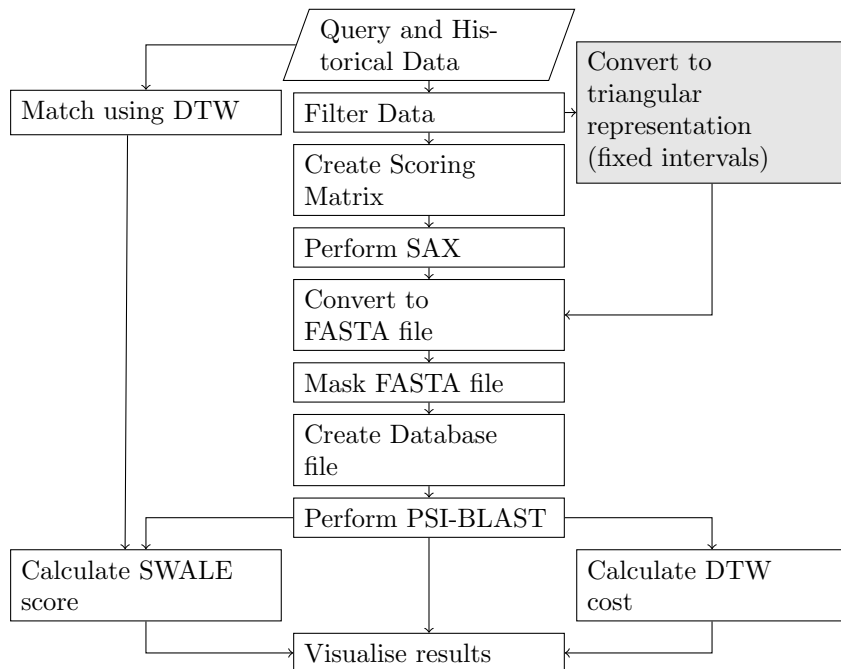 Query and His-
torical Data
Convert to
triangular
representation
(fixed intervals)
Match using DTW
Filter Data
Create Scoring
Matrix
Perform SAX
Convert to
FASTA file
Mask FASTA file
Create Database
file
Perform PSI-BLAST
Calculate SWALE
score
Calculate DTW
cost
Visualise results